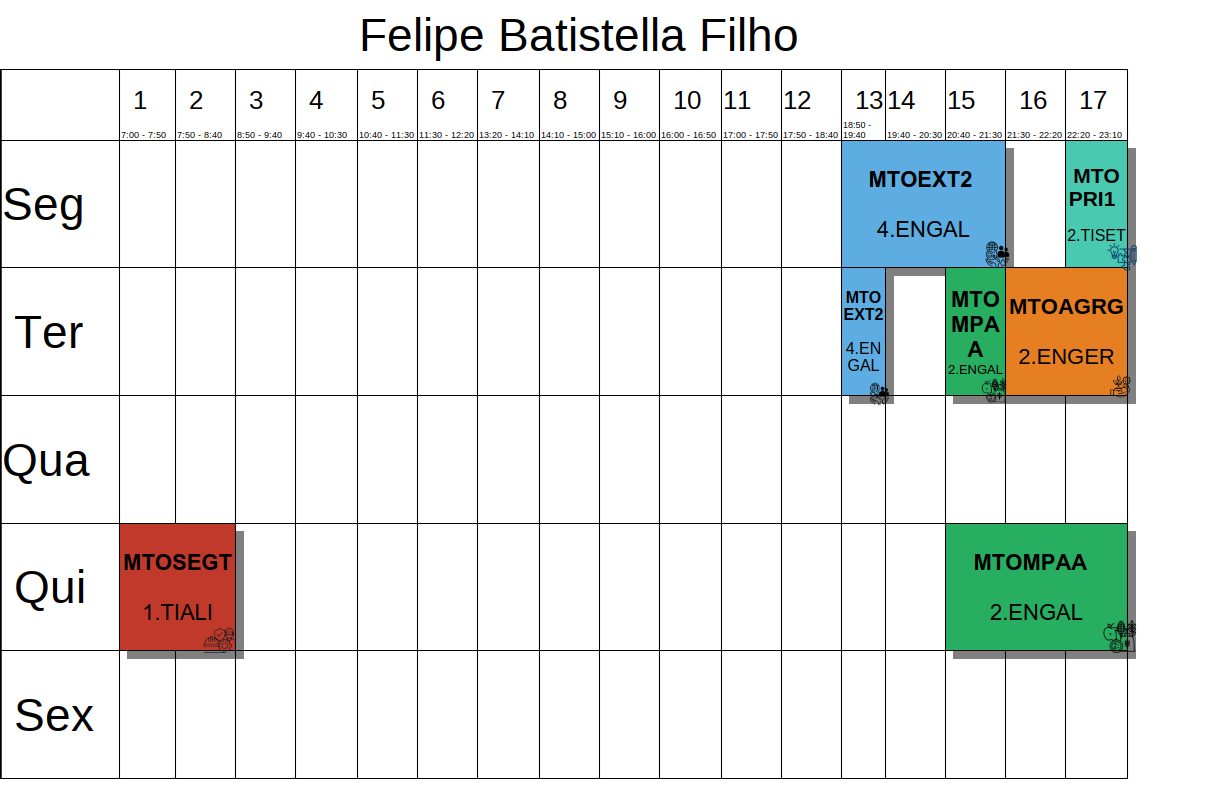 Felipe Batistella Filho
1 2 3 4 5 6 7 8 9 10 11 12 13 14 15 16 17
7:00 - 7:50 7:50 - 8:40 8:50 - 9:40 9:40 - 10:30 10:40 - 11:30 11:30 - 12:20 13:20 - 14:10 14:10 - 15:00 15:10 - 16:00 16:00 - 16:50 17:00 - 17:50 17:50 - 18:40 18:50 -
19:40 19:40 - 20:30 20:40 - 21:30 21:30 - 22:20 22:20 - 23:10
Seg
MTOEXT2
4.ENGAL
MTO
PRI1
2.TISET
Ter
MTO
EXT2
4.EN
GAL
MTO
MPA
A
2.ENGAL
MTOAGRG
2.ENGER
Qua
Qui
MTOSEGT
1.TIALI
MTOMPAA
2.ENGAL
Sex